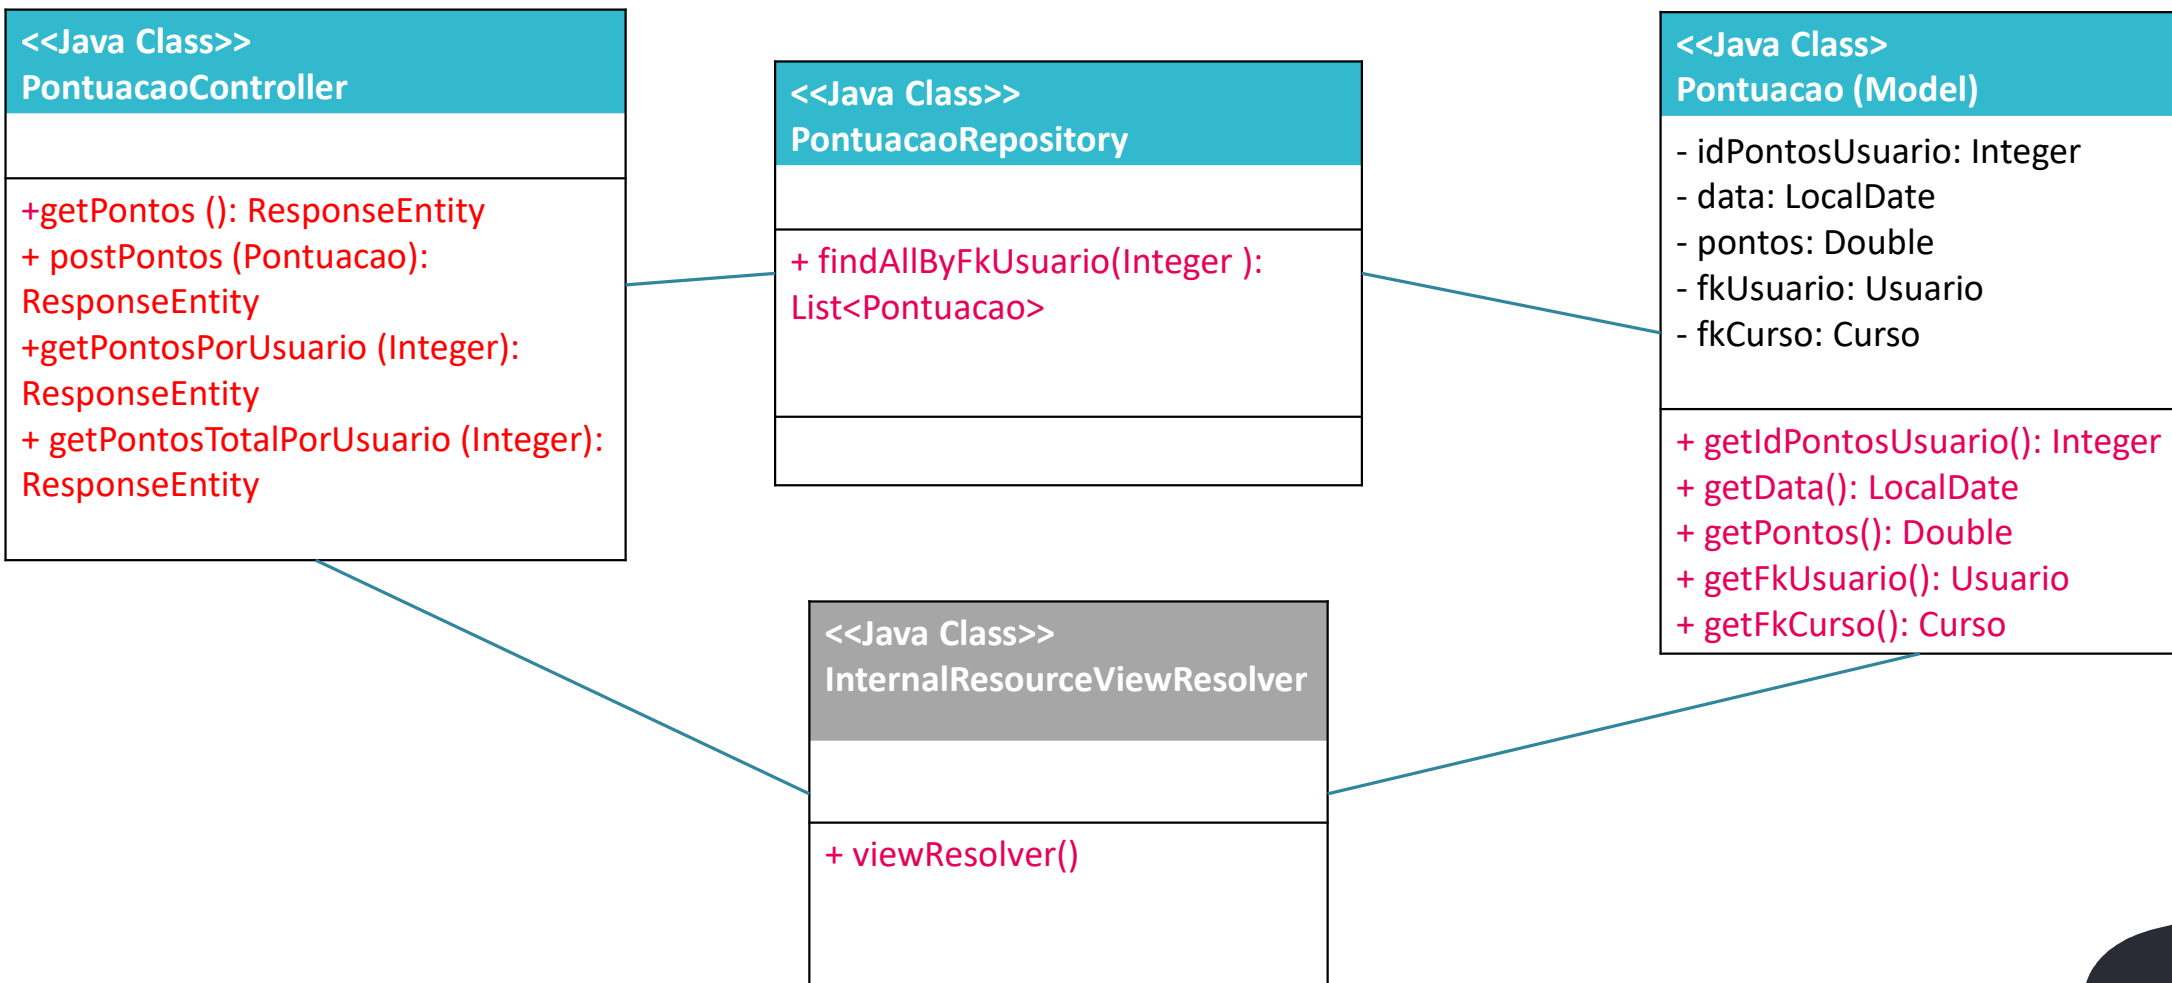 <<Java Class>>
PontuacaoController
+getPontos (): ResponseEntity
+ postPontos (Pontuacao):
ResponseEntity
+getPontosPorUsuario (Integer):
ResponseEntity
+ getPontosTotalPorUsuario (Integer):
ResponseEntity
<<Java Class>>
PontuacaoRepository
+ findAllByFkUsuario(Integer ):
List<Pontuacao>
<<Java Class>
Pontuacao (Model)
- idPontosUsuario: Integer
- data: LocalDate
- pontos: Double
- fkUsuario: Usuario
- fkCurso: Curso
+ getIdPontosUsuario(): Integer
+ getData(): LocalDate
+ getPontos(): Double
+ getFkUsuario(): Usuario
+ getFkCurso(): Curso
<<Java Class>>
InternalResourceViewResolver
+ viewResolver()